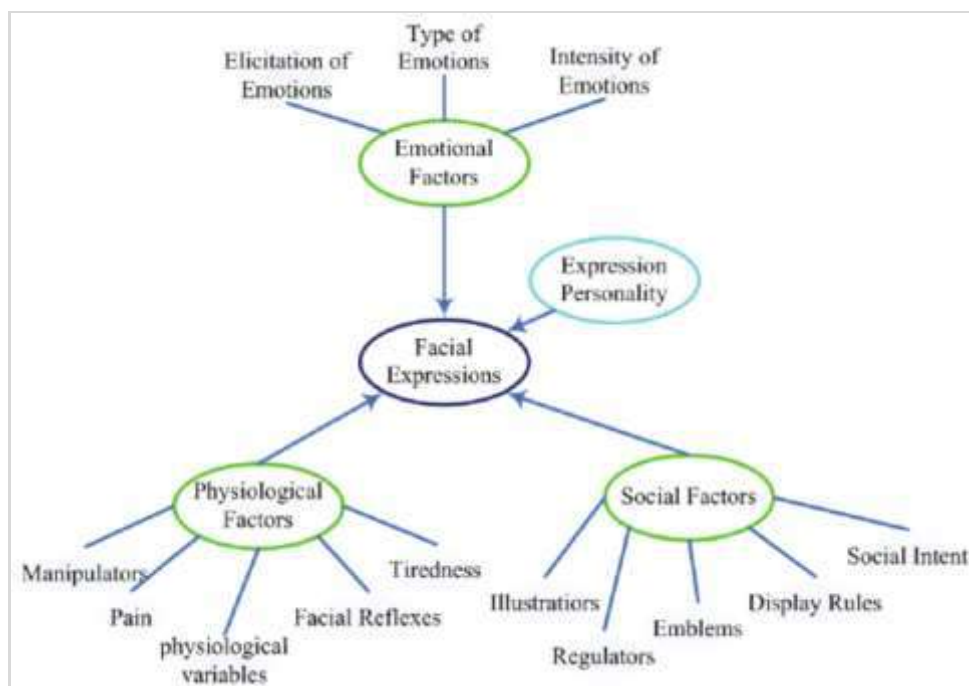 Type of
Emotions
Elicitation of
Emotions
Intensity of
Emotions
Emotional
Factors
Expression
Personality
Facial
Expressions
Physiological
Factors
Social Factors
Manipulators
Pain
physiological
variables
Facial Reflexes
Tiredness
Illustratiors
Regulators
Emblems
Display Rules
Social Intent